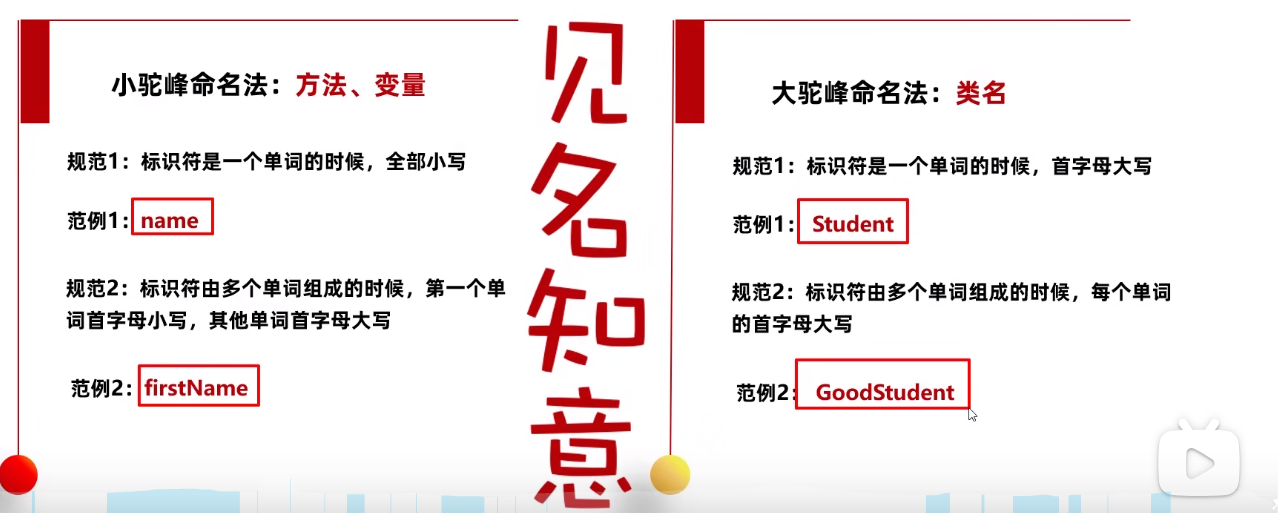 小驼峰命名法：方法、变量
规范1：标识符是一个单词的时候，全部小写
范例1：name
规范2：标识符由多个单词组成的时候，第一个单
词首字母小写，其他单词首字母大写
范例2：firstName
见名知意
大驼峰命名法：类名
规范1：标识符是一个单词的时候，首字母大写
范例1：Student
规范2：标识符由多个单词组成的时候，每个单词
的首字母大写
范例2：GoodStudent